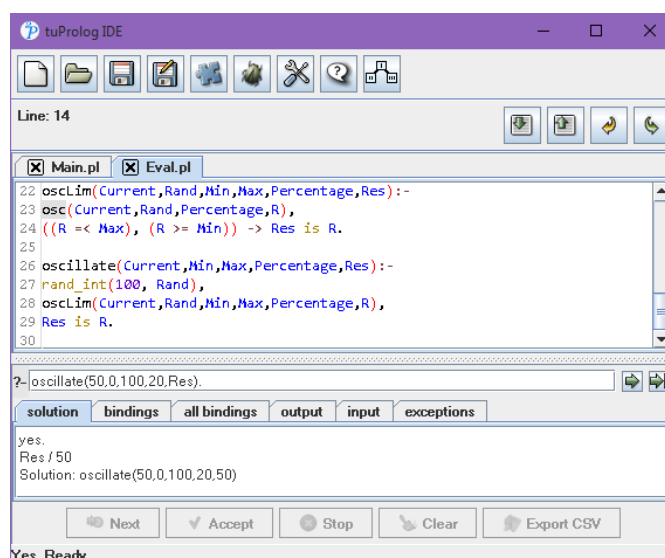 tuProlog IDE
Line: 14
Main.pl Eval.pl
22 oscLim(Current,Rand,Min,Max,Percentage,Res):-
23 osc(Current,Rand,Percentage,R),
24 ((R =< Max), (R >= Min)) -> Res is R.
25
26 oscillate(Current,Min,Max,Percentage,Res):-
27 rand_int(100, Rand),
28 oscLim(Current,Rand,Min,Max,Percentage,R),
29 Res is R.
30
?- oscillate(50,0,100,20,Res).
solution bindings all bindings output input exceptions
yes.
Res / 50
Solution: oscillate(50,0,100,20,50)
Next Accept Stop Clear Export CSV
Yes. Ready.